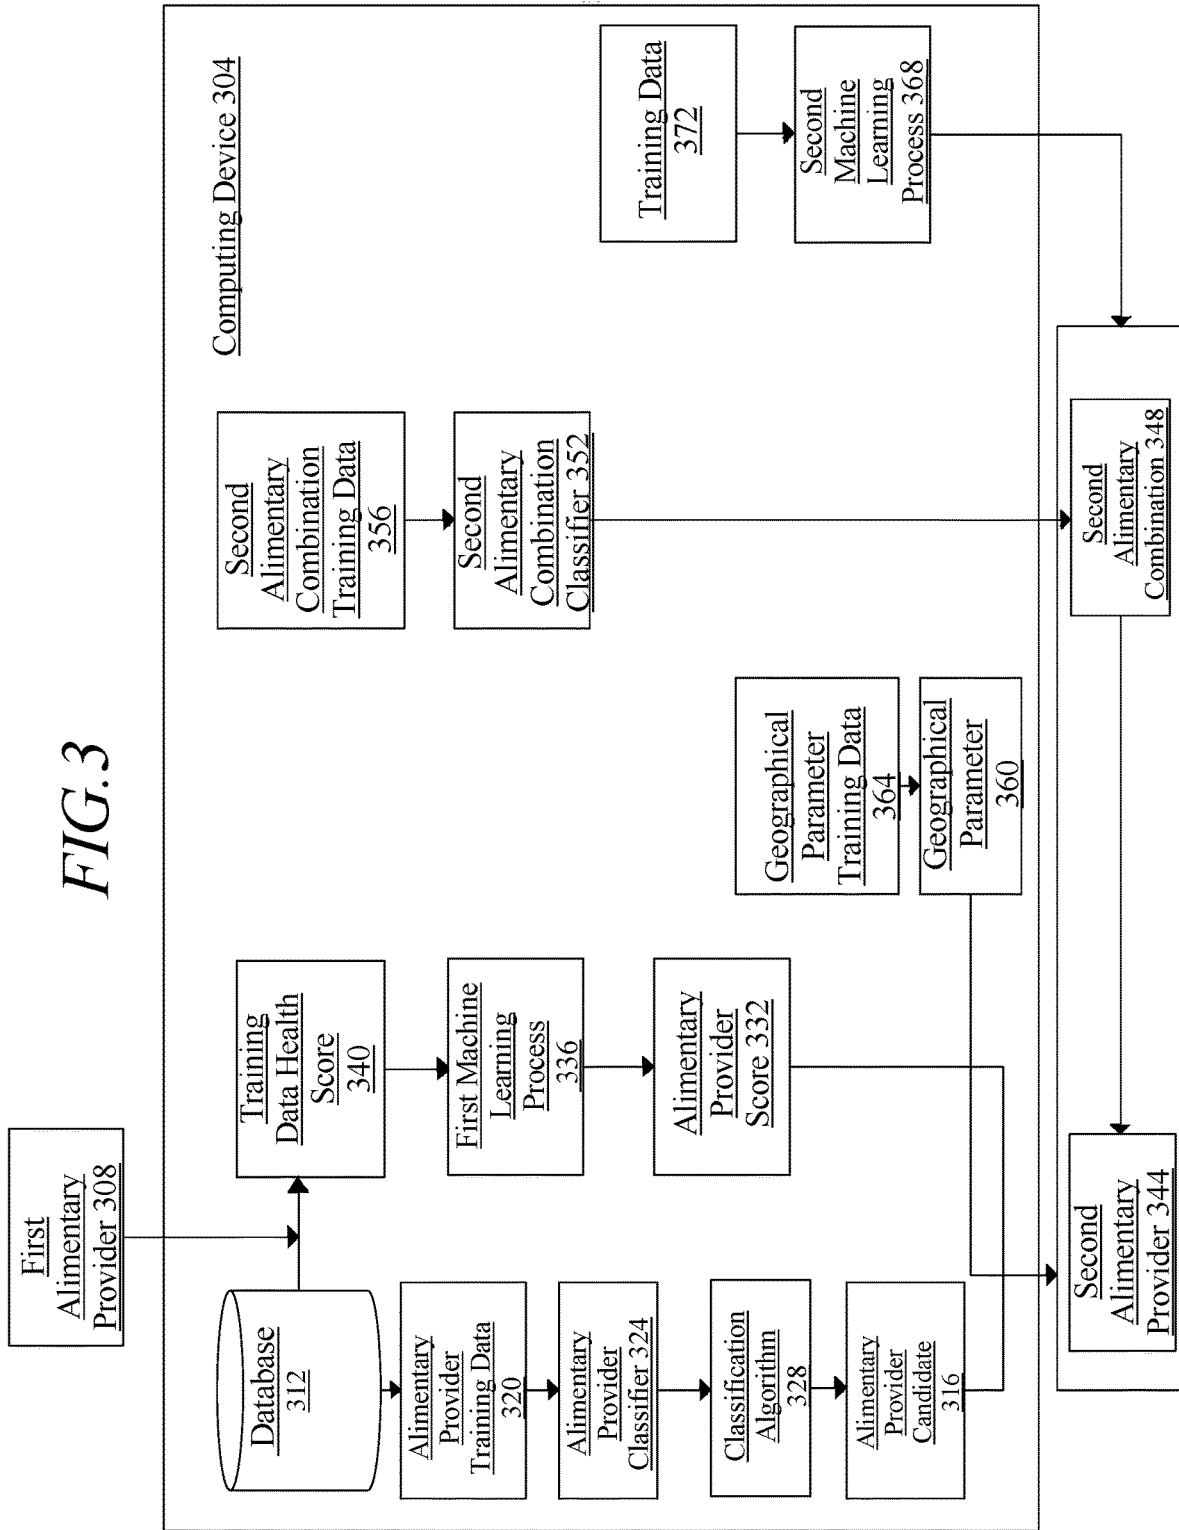 FIG.3
First
Alimentary
Provider 308
Computing Device 304
Database
312
Alimentary
Provider
Training Data
320
Alimentary
Provider
Classifier 324
Classification
Algorithm
328
Alimentary
Provider
Candidate
316
Training
Data Health
Score
340
First Machine
Learning
Process
336
Alimentary
Provider
Score 332
Geographical
Parameter
Training Data
364
Geographical
Parameter
360
Second
Alimentary
Combination
Training Data
356
Second
Alimentary
Combination
Classifier 352
Training Data
372
Second
Machine
Learning
Process 368
Second
Alimentary
Provider 344
Second
Alimentary
Combination 348